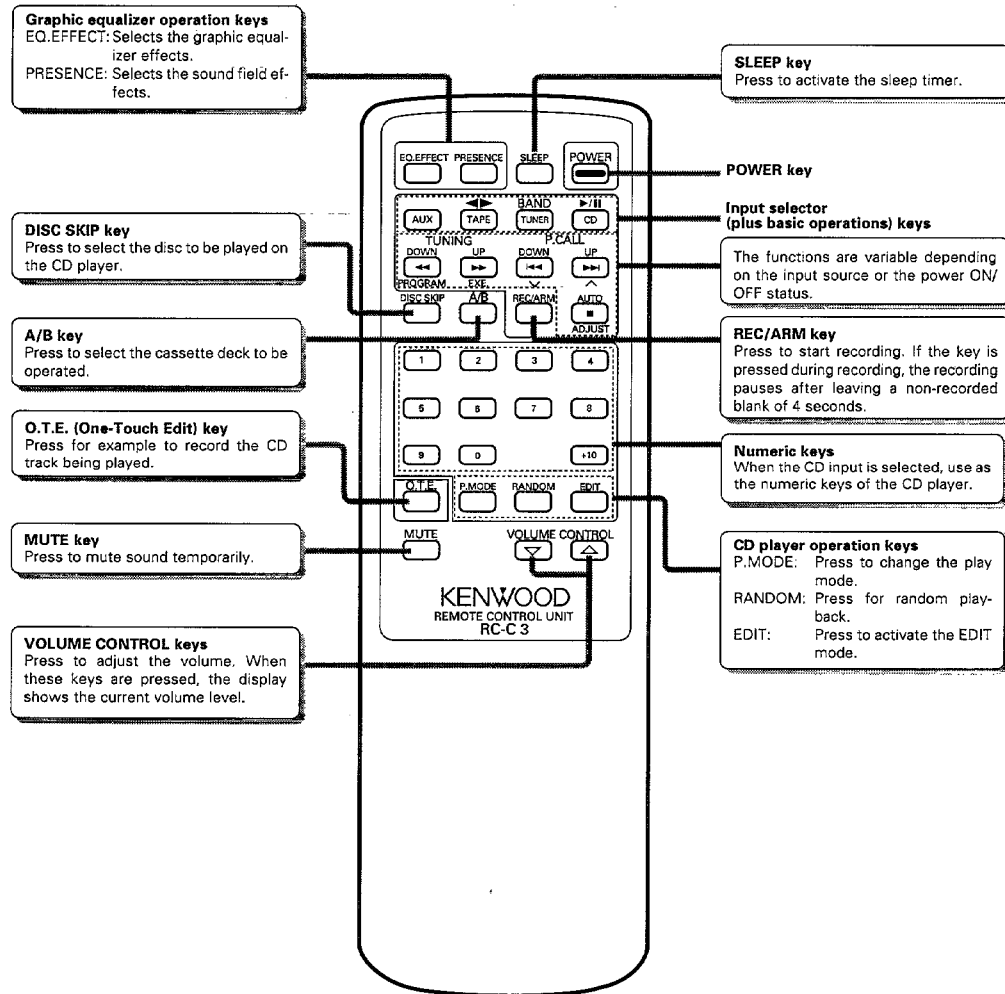 Graphic equalizer operation keys
EQ.EFFECT: Selects the graphic equal-
izer effects.
PRESENCE: Selects the sound field ef-
fects.
DISC SKIP key
Press to select the disc to be played on
the CD player.
A/B key
Press to select the cassette deck to be
operated.
O.T.E. (One-Touch Edit) key
Press for example to record the CD
track being played.
MUTE key
Press to mute sound temporarily.
VOLUME CONTROL keys
Press to adjust the volume. When
these keys are pressed, the display
shows the current volume level.
EQ.EFFECT PRESENCE SLEEP POWER
◀▶ BAND ▶/II
AUX TAPE TUNER CD
TUNING P.CALL
DOWN UP DOWN UP
◀◀ ▶▶ I◀◀ ▶▶I
PROGRAM EXE. ∨ ∧
DISC SKIP A/B REC/ARM AUTO
■
ADJUST
1 2 3 4
5 6 7 8
9 0 +10
O.T.E. P.MODE RANDOM EDIT
MUTE VOLUME CONTROL
▽ △
KENWOOD
REMOTE CONTROL UNIT
RC-C 3
SLEEP key
Press to activate the sleep timer.
POWER key
Input selector
(plus basic operations) keys
The functions are variable depending
on the input source or the power ON/
OFF status.
REC/ARM key
Press to start recording. If the key is
pressed during recording, the recording
pauses after leaving a non-recorded
blank of 4 seconds.
Numeric keys
When the CD input is selected, use as
the numeric keys of the CD player.
CD player operation keys
P.MODE: Press to change the play
mode.
RANDOM: Press for random play-
back.
EDIT: Press to activate the EDIT
mode.